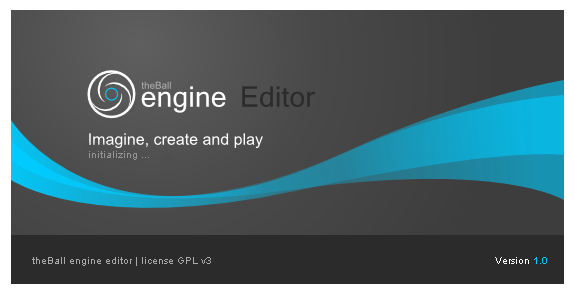 theBall
engine Editor
Imagine, create and play
initializing ...
theBall engine editor | license GPL v3
Version 1.0